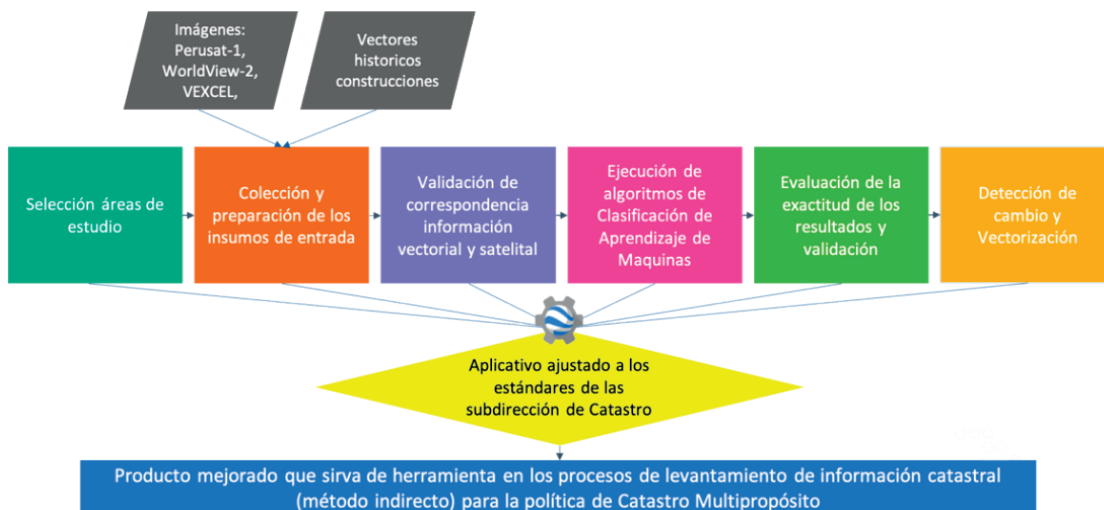 Imágenes:
Perusat-1,
WorldView-2,
VEXCEL,
Vectores
historicos
construcciones
Selección áreas de
estudio
Colección y
preparación de los
insumos de entrada
Validación de
correspondencia
información
vectorial y satelital
Ejecución de
algoritmos de
Clasificación de
Aprendizaje de
Maquinas
Evaluación de la
exactitud de los
resultados y
validación
Detección de
cambio y
Vectorización
Aplicativo ajustado a los
estándares de las
subdirección de Catastro
Producto mejorado que sirva de herramienta en los procesos de levantamiento de información catastral
(método indirecto) para la política de Catastro Multipropósito